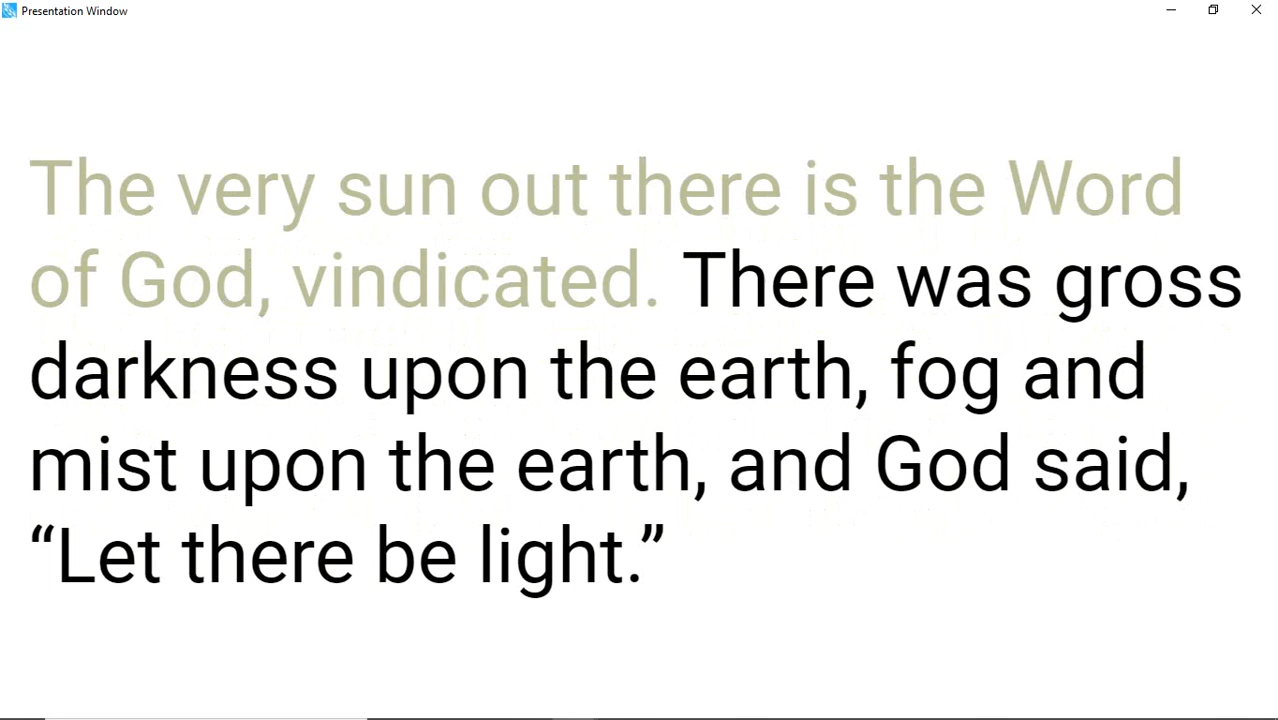 Presentation Window
The very sun out there is the Word
of God, vindicated. There was gross
darkness upon the earth, fog and
mist upon the earth, and God said,
“Let there be light.”